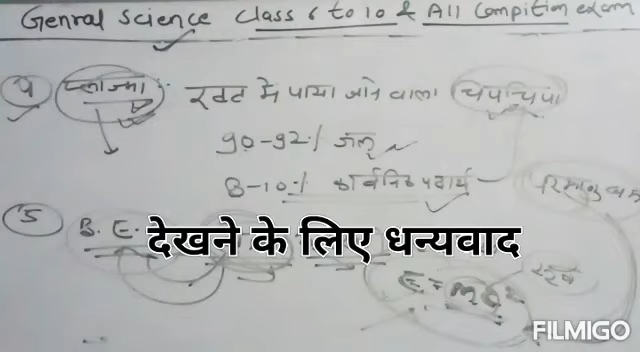 Genral Science Class 6 to 10 & All Compition exam
4 प्लाज्मा : रक्त में पाया जाने वाला चिपचिपा
90-92% जल
8-10% कार्बनिक पदार्थ
5 B. E.
देखने के लिए धन्यवाद
E = mc²
FILMIGO